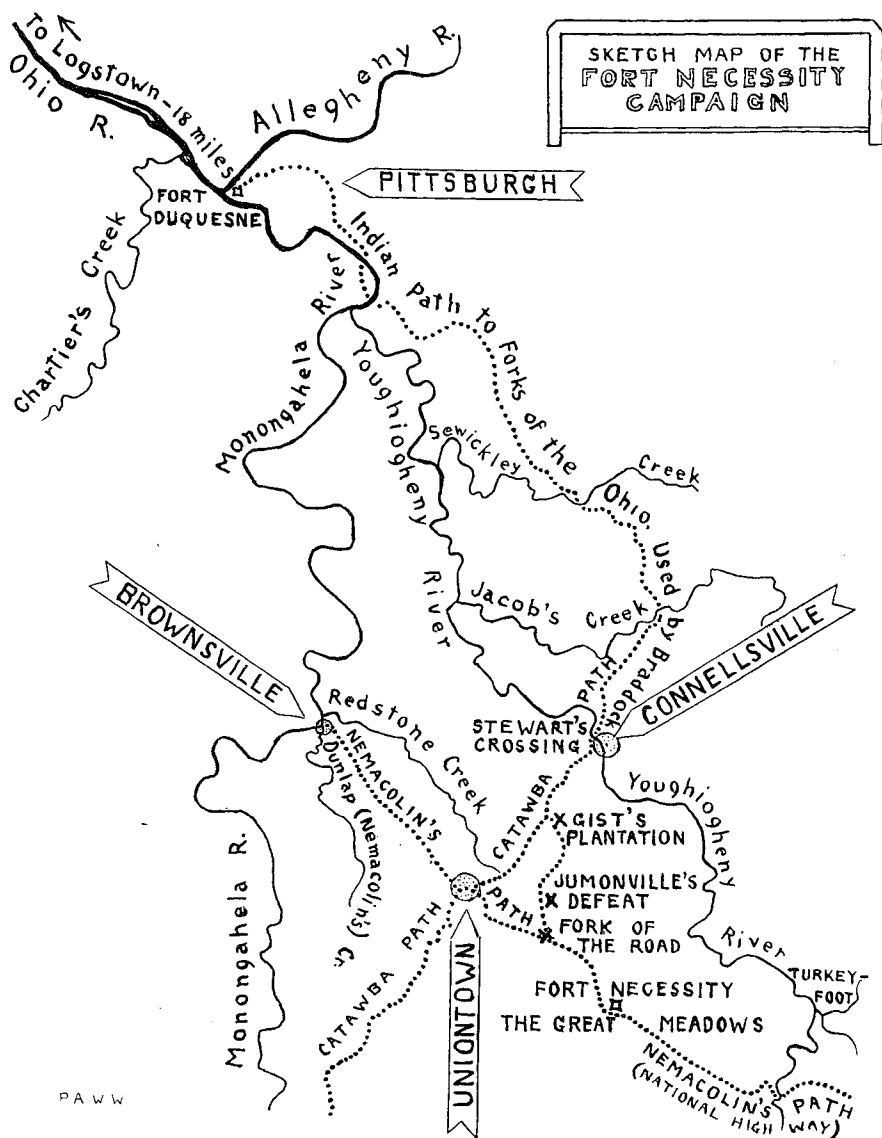 SKETCH MAP OF THE
FORT NECESSITY
CAMPAIGN
To Logstown – 18 miles
Ohio R.
Allegheny R.
PITTSBURGH
FORT
DUQUESNE
Chartier's Creek
Indian Path to Forks of the Ohio, Used by Braddock
Monongahela River
Youghiogheny River
Sewickley Creek
Jacob's Creek
BROWNSVILLE
CONNELLSVILLE
PATH
STEWART'S
CROSSING
Redstone Creek
NEMACOLIN'S
Dunlap (Nemacolin's) Cr.
CATAWBA
Youghiogheny River
GIST'S
PLANTATION
JUMONVILLE'S
DEFEAT
PATH
FORK OF
THE ROAD
Monongahela R.
CATAWBA PATH
UNIONTOWN
TURKEY-
FOOT
FORT NECESSITY
THE GREAT MEADOWS
NEMACOLIN'S PATH
(NATIONAL HIGH WAY)
PAWW